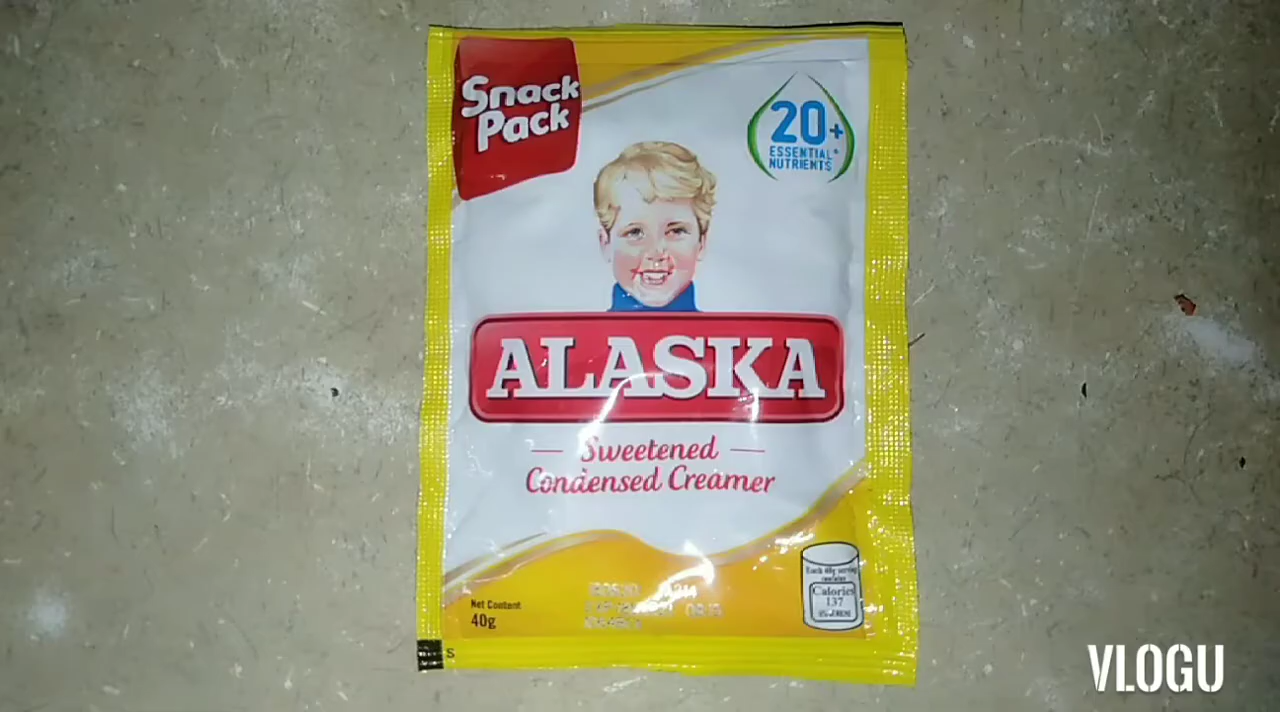 Snack
Pack
20+
ESSENTIAL*
NUTRIENTS
ALASKA
Sweetened
Condensed Creamer
Each 40g serving
contains
Calories
137
Net Content
40g
S
VLOGU